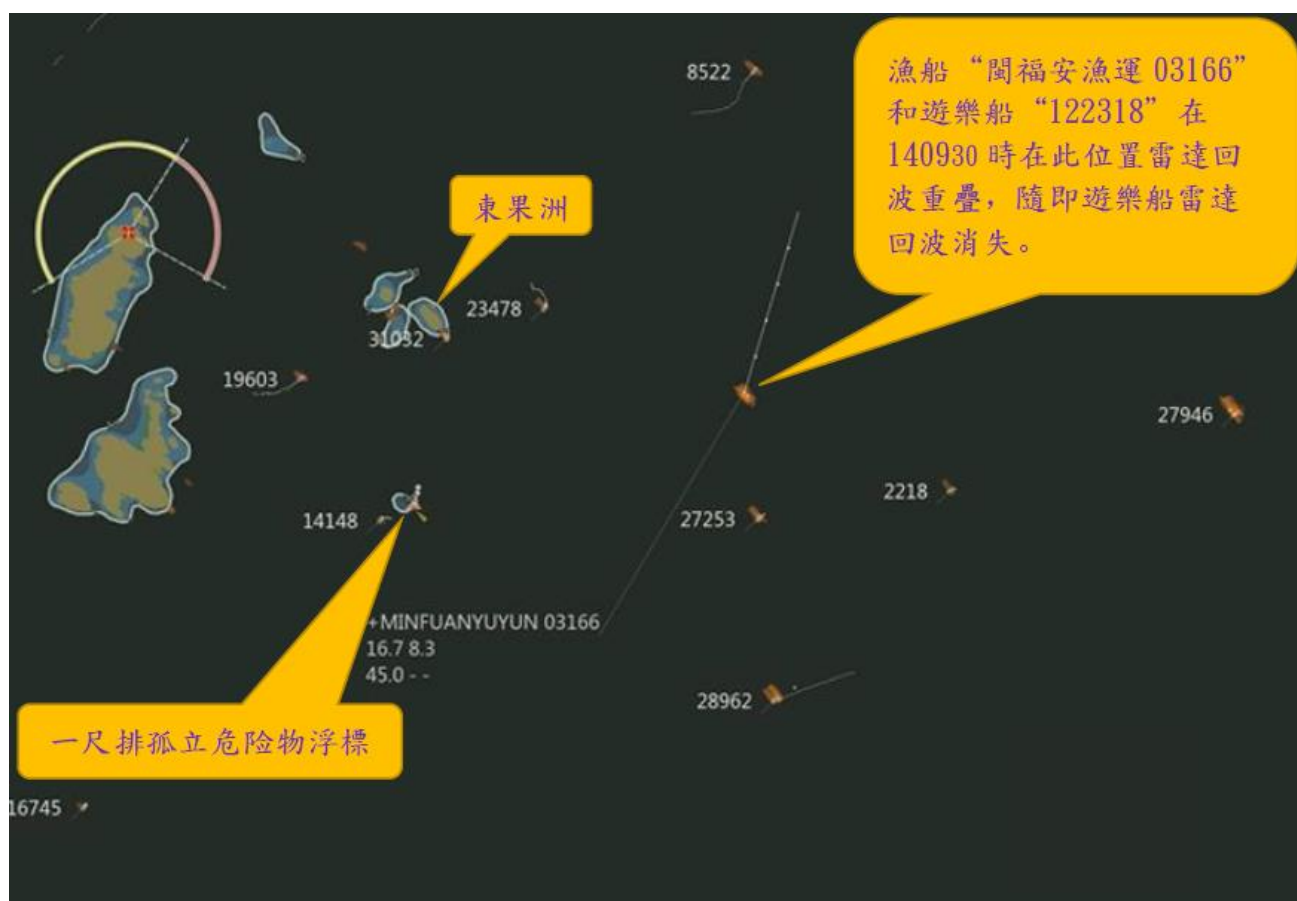 8522
漁船“閩福安漁運 03166”
和遊樂船“122318”在
140930 時在此位置雷達回
波重疊，隨即遊樂船雷達
回波消失。
東果洲
23478
31032
19603
27946
2218
14148
27253
+MINFUANYUYUN 03166
16.7 8.3
45.0 - -
28962
一尺排孤立危险物浮標
16745